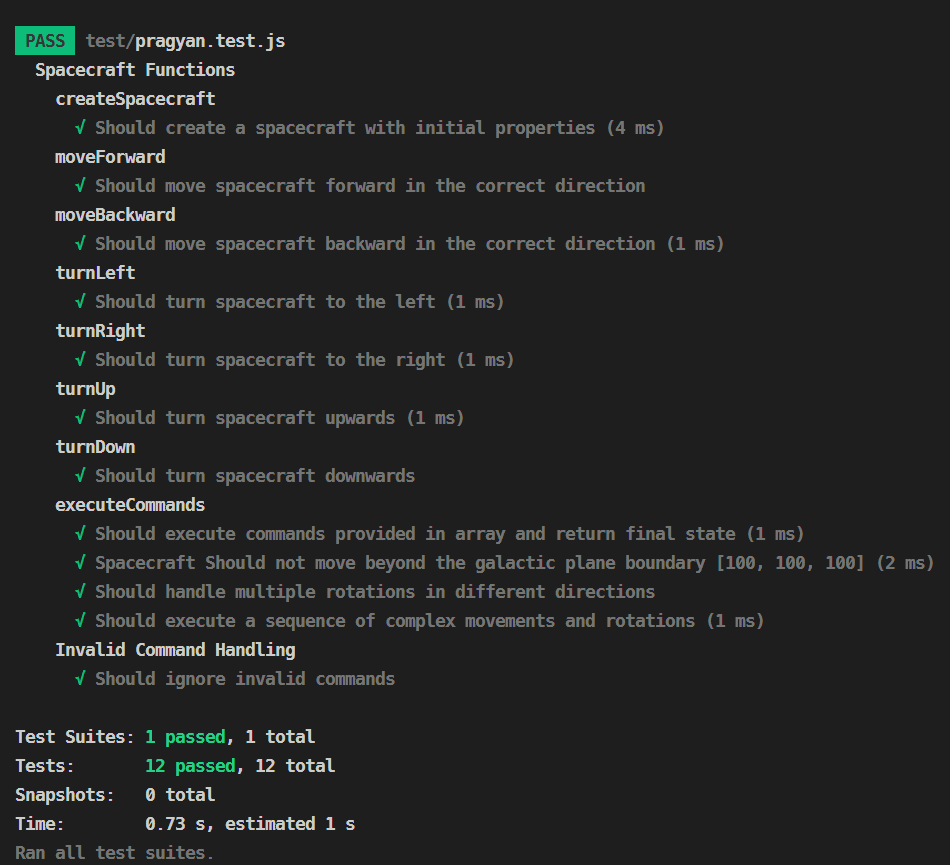 PASS test/pragyan.test.js
Spacecraft Functions
createSpacecraft
√ Should create a spacecraft with initial properties (4 ms)
moveForward
√ Should move spacecraft forward in the correct direction
moveBackward
√ Should move spacecraft backward in the correct direction (1 ms)
turnLeft
√ Should turn spacecraft to the left (1 ms)
turnRight
√ Should turn spacecraft to the right (1 ms)
turnUp
√ Should turn spacecraft upwards (1 ms)
turnDown
√ Should turn spacecraft downwards
executeCommands
√ Should execute commands provided in array and return final state (1 ms)
√ Spacecraft Should not move beyond the galactic plane boundary [100, 100, 100] (2 ms)
√ Should handle multiple rotations in different directions
√ Should execute a sequence of complex movements and rotations (1 ms)
Invalid Command Handling
√ Should ignore invalid commands
Test Suites: 1 passed, 1 total
Tests: 12 passed, 12 total
Snapshots: 0 total
Time: 0.73 s, estimated 1 s
Ran all test suites.